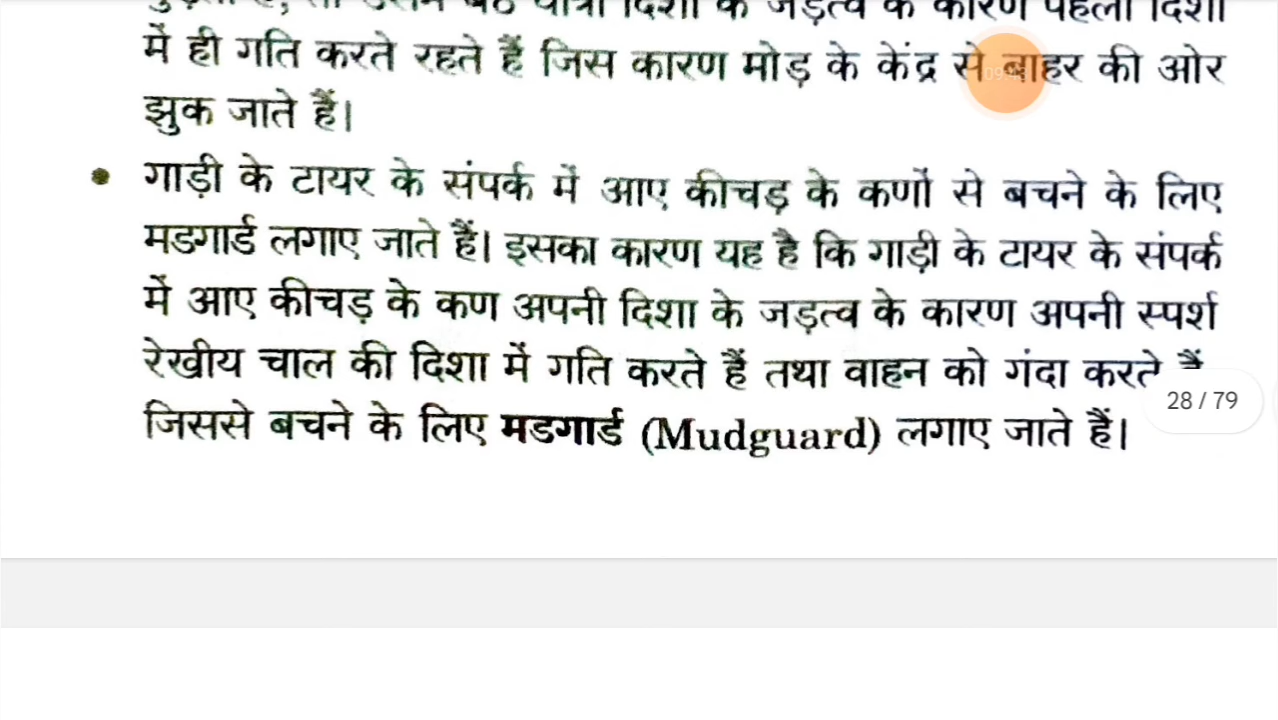 में ही गति करते रहते हैं जिस कारण मोड़ के केंद्र से बाहर की ओर
झुक जाते हैं।
• गाड़ी के टायर के संपर्क में आए कीचड़ के कणों से बचने के लिए
मडगार्ड लगाए जाते हैं। इसका कारण यह है कि गाड़ी के टायर के संपर्क
में आए कीचड़ के कण अपनी दिशा के जड़त्व के कारण अपनी स्पर्श
रेखीय चाल की दिशा में गति करते हैं तथा वाहन को गंदा करते हैं
28 / 79
जिससे बचने के लिए मडगार्ड (Mudguard) लगाए जाते हैं।